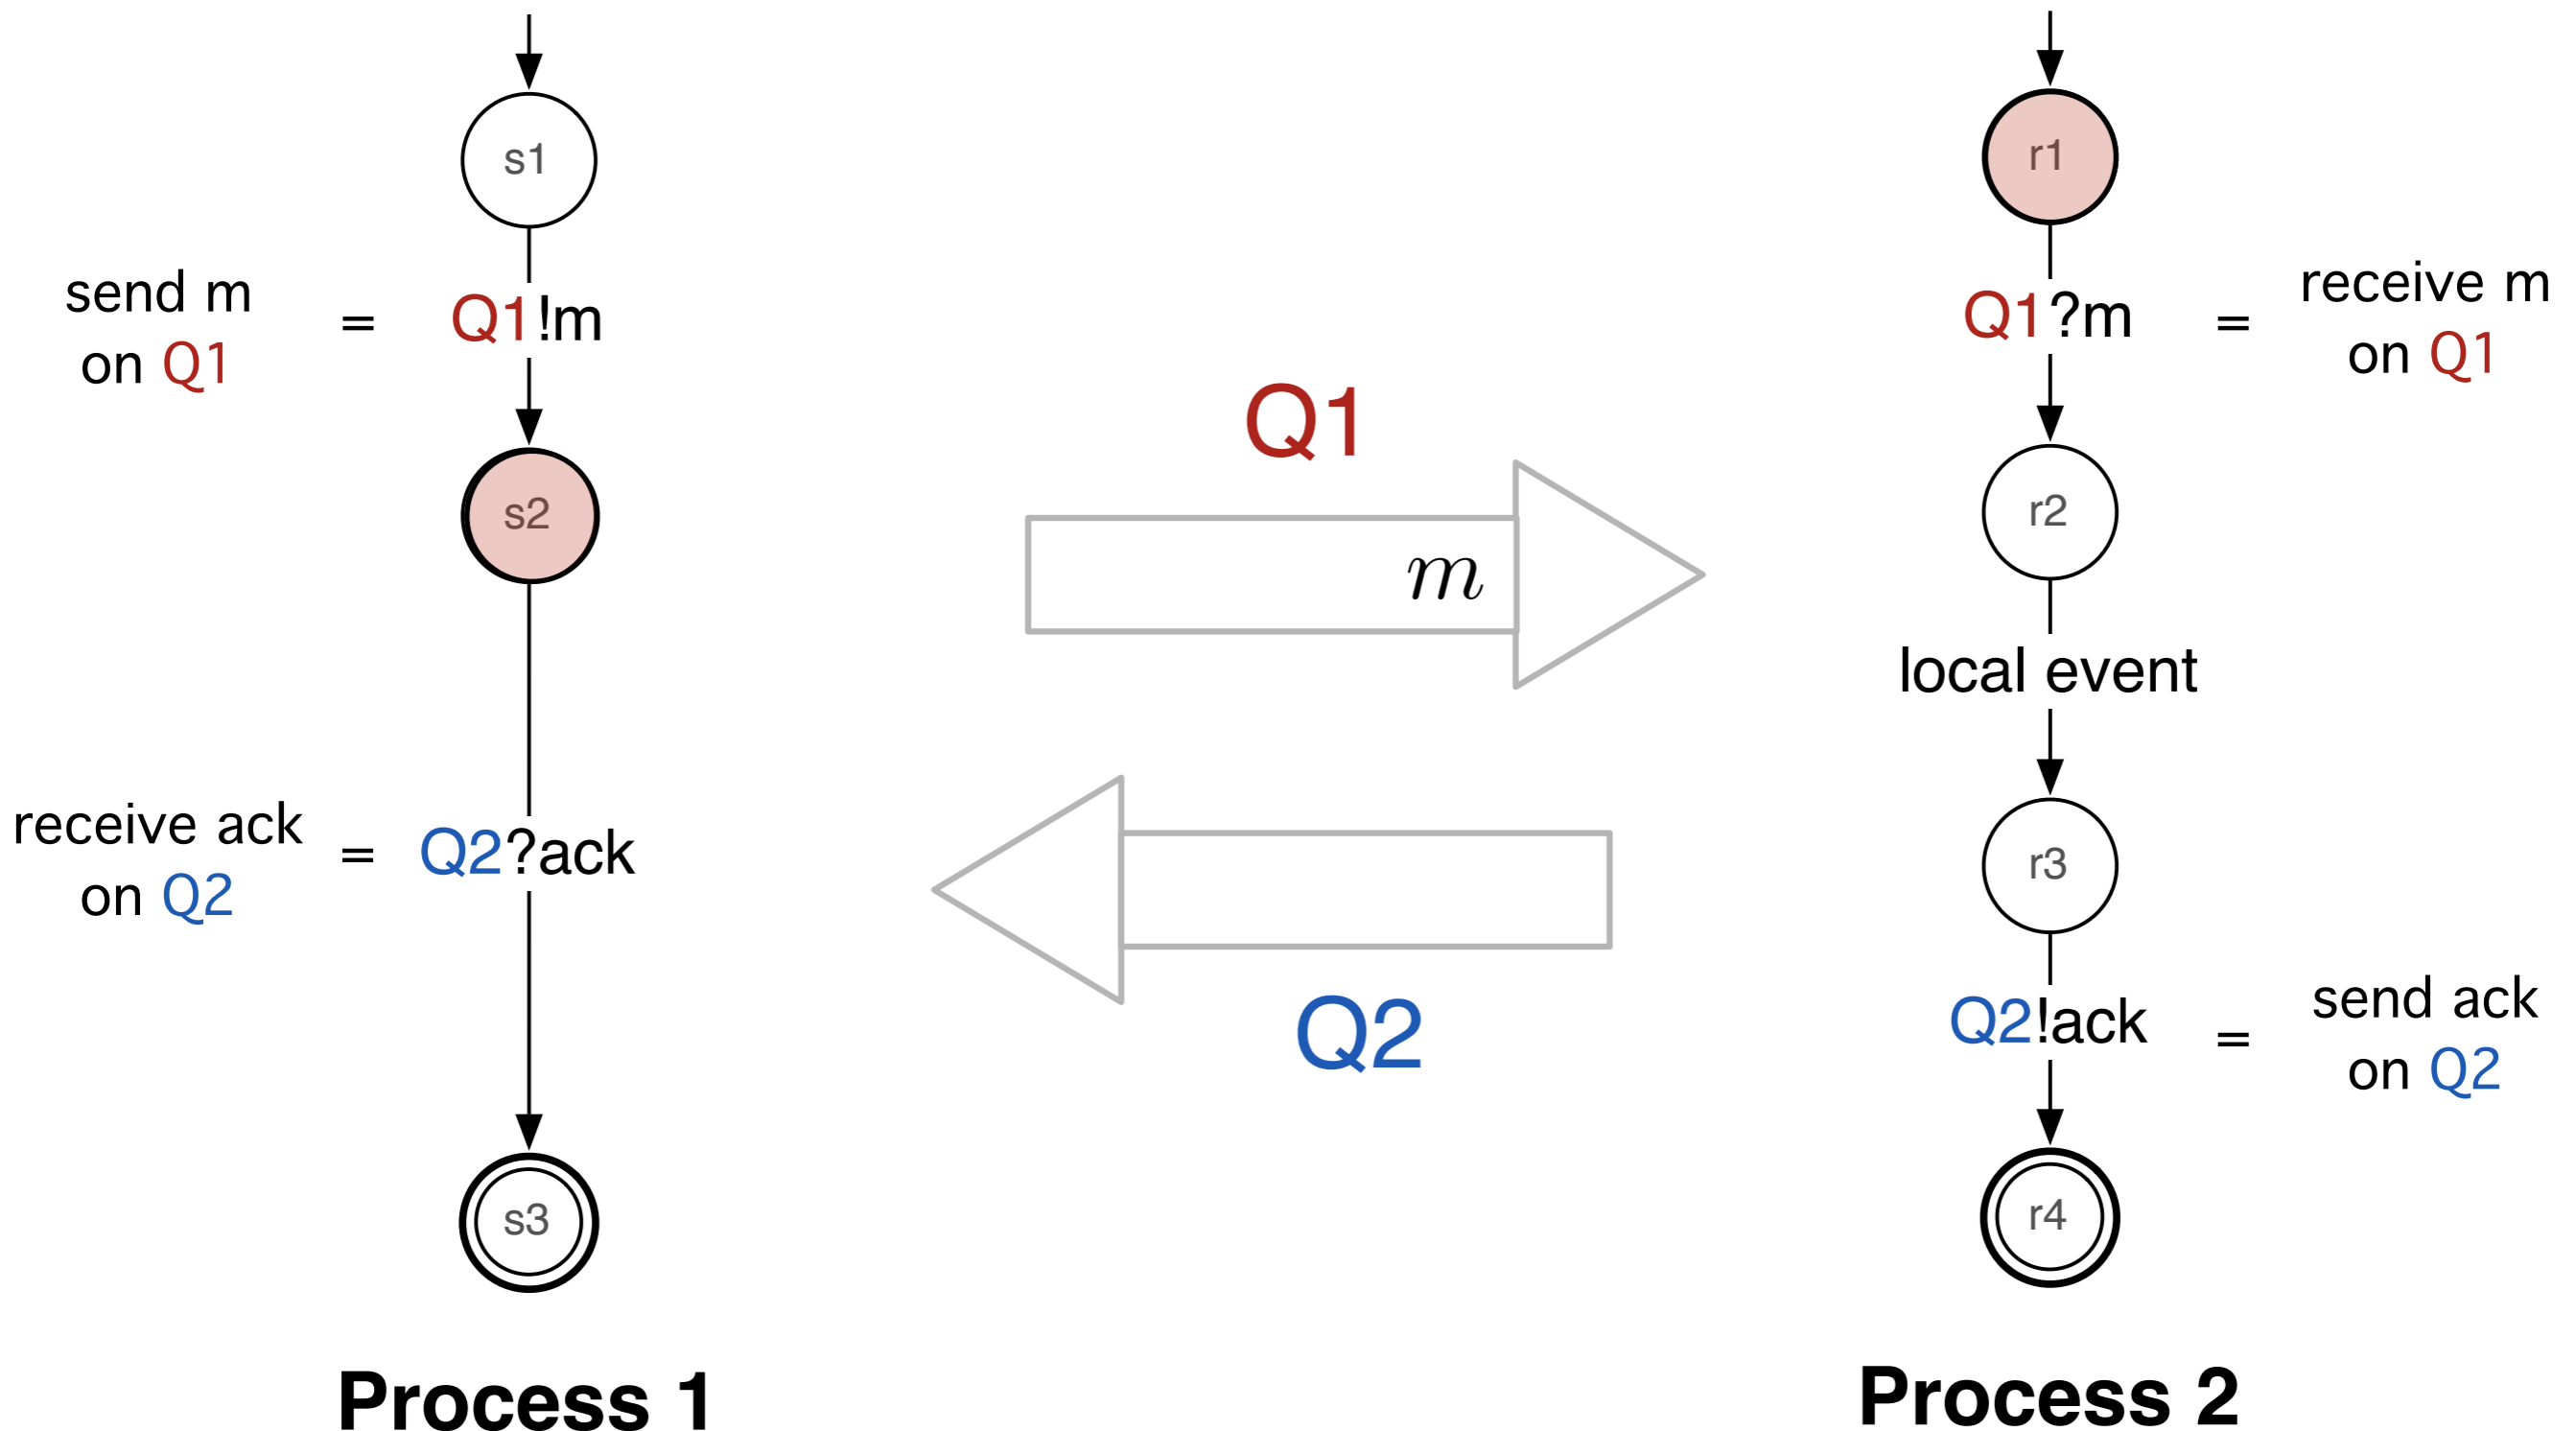 s1
send m
on Q1
=
Q1!m
s2
receive ack
on Q2
=
Q2?ack
s3
Process 1
Q1
m
Q2
r1
Q1?m
=
receive m
on Q1
r2
local event
r3
Q2!ack
=
send ack
on Q2
r4
Process 2